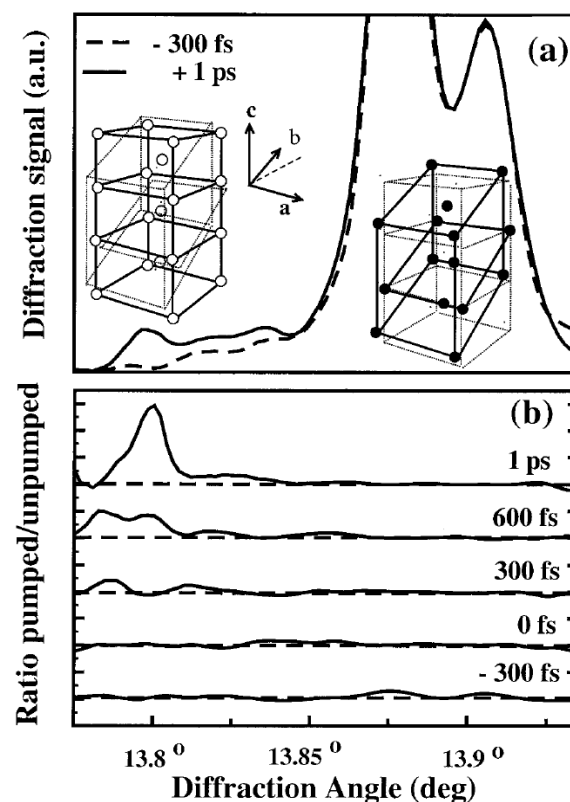 Diffraction signal (a.u.)
- 300 fs
+ 1 ps
(a)
c
b
a
Ratio pumped/unpumped
(b)
1 ps
600 fs
300 fs
0 fs
- 300 fs
13.8 o
13.85 o
13.9 o
Diffraction Angle (deg)